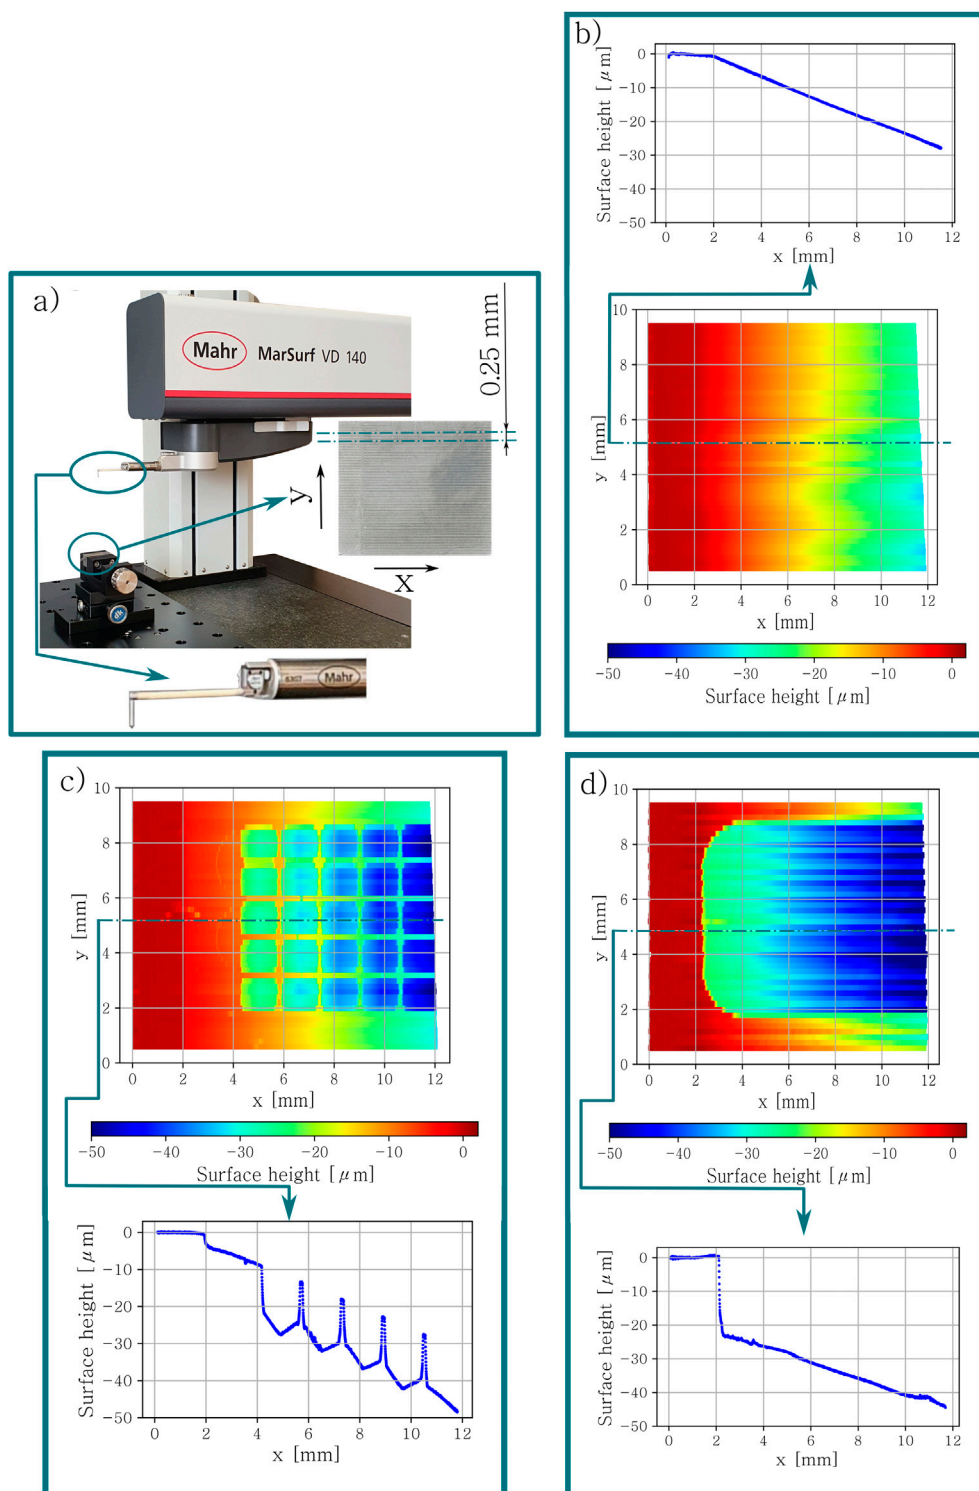 a)
Mahr
MarSurf VD 140
0.25 mm
y
x
6357
Mahr
b)
Surface height [μm]
0
−10
−20
−30
−40
−50
0 2 4 6 8 10 12
x [mm]
y [mm]
10
8
6
4
2
0
0 2 4 6 8 10 12
x [mm]
−50 −40 −30 −20 −10 0
Surface height [μm]
c)
y [mm]
10
8
6
4
2
0
0 2 4 6 8 10 12
x [mm]
−50 −40 −30 −20 −10 0
Surface height [μm]
Surface height [μm]
0
−10
−20
−30
−40
−50
0 2 4 6 8 10 12
x [mm]
d)
y [mm]
10
8
6
4
2
0
0 2 4 6 8 10 12
x [mm]
−50 −40 −30 −20 −10 0
Surface height [μm]
Surface height [μm]
0
−10
−20
−30
−40
−50
0 2 4 6 8 10 12
x [mm]